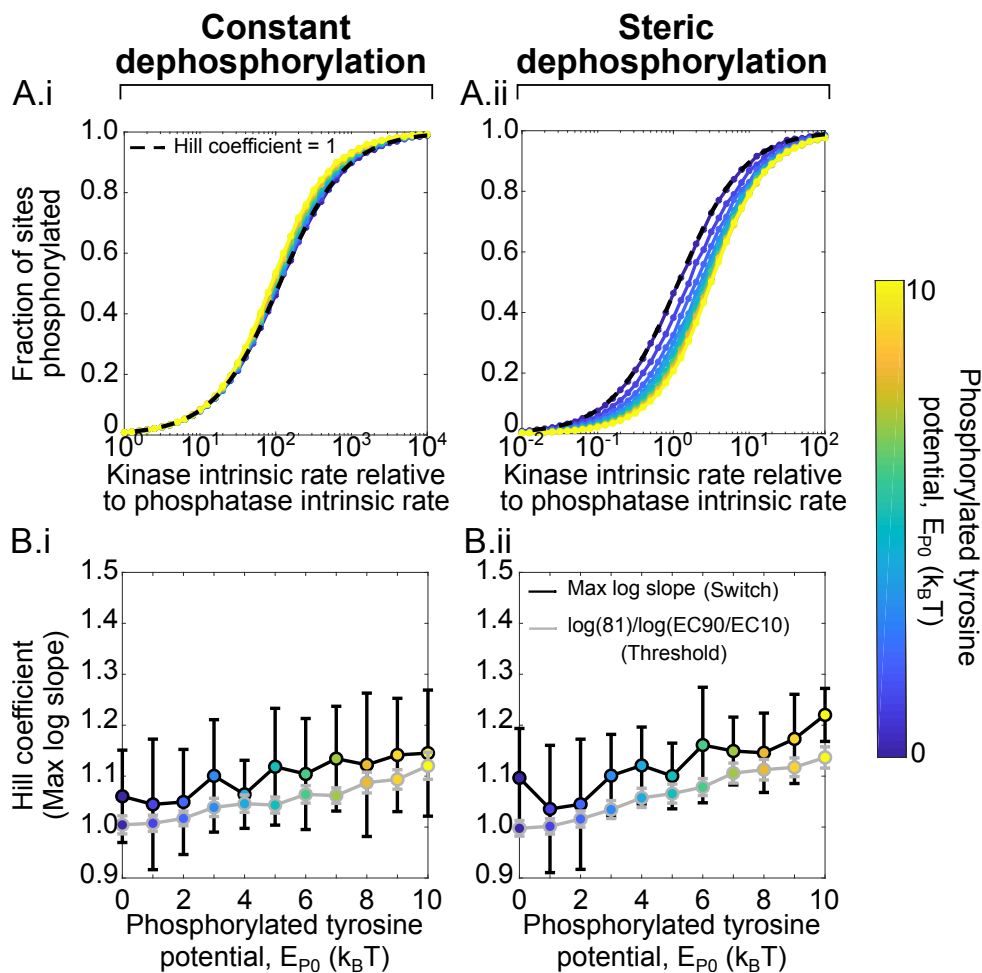 Constant
dephosphorylation
Steric
dephosphorylation
A.i
1.0
0.8
0.6
0.4
0.2
0
Hill coefficient = 1
10^0
10^1
10^2
10^3
10^4
Fraction of sites
phosphorylated
Kinase intrinsic rate relative
to phosphatase intrinsic rate
A.ii
1.0
0.8
0.6
0.4
0.2
0
10^-2
10^-1
10^0
10^1
10^2
Kinase intrinsic rate relative
to phosphatase intrinsic rate
10
0
Phosphorylated tyrosine
potential, E_P0 (k_BT)
B.i
1.5
1.4
1.3
1.2
1.1
1.0
0.9
0 2 4 6 8 10
Hill coefficient
(Max log slope)
Phosphorylated tyrosine
potential, E_P0 (k_BT)
B.ii
1.5
1.4
1.3
1.2
1.1
1.0
0.9
Max log slope (Switch)
log(81)/log(EC90/EC10)
(Threshold)
0 2 4 6 8 10
Phosphorylated tyrosine
potential, E_P0 (k_BT)